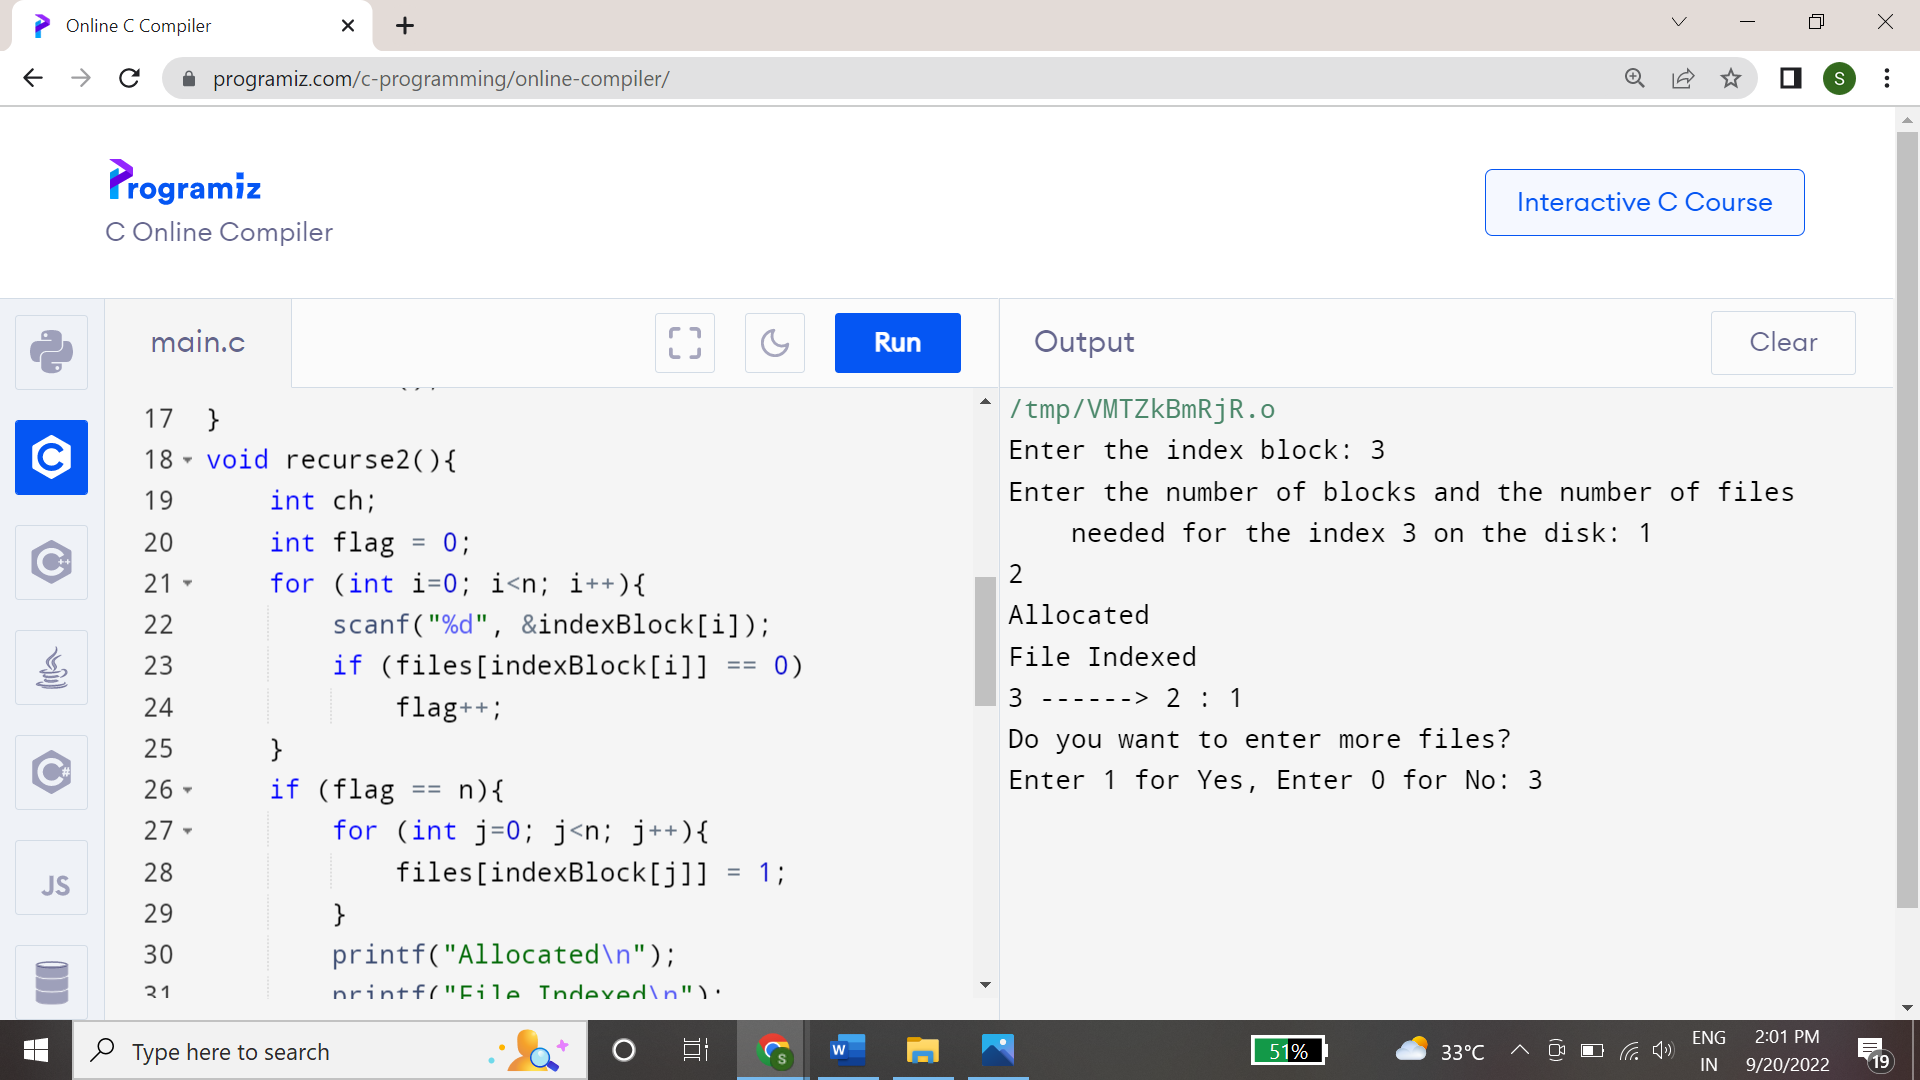 Online C Compiler
programiz.com/c-programming/online-compiler/
S
Programiz
C Online Compiler
Interactive C Course
main.c
Run
Output
Clear
17 }
18 void recurse2(){
19 int ch;
20 int flag = 0;
21 for (int i=0; i<n; i++){
22 scanf("%d", &indexBlock[i]);
23 if (files[indexBlock[i]] == 0)
24 flag++;
25 }
26 if (flag == n){
27 for (int j=0; j<n; j++){
28 files[indexBlock[j]] = 1;
29 }
30 printf("Allocated\n");
31 printf("File Indexed\n");
/tmp/VMTZkBmRjR.o
Enter the index block: 3
Enter the number of blocks and the number of files
needed for the index 3 on the disk: 1
2
Allocated
File Indexed
3 ------> 2 : 1
Do you want to enter more files?
Enter 1 for Yes, Enter 0 for No: 3
C
C++
C#
JS
Type here to search
S
W
51%
33°C
ENG
IN
2:01 PM
9/20/2022
19